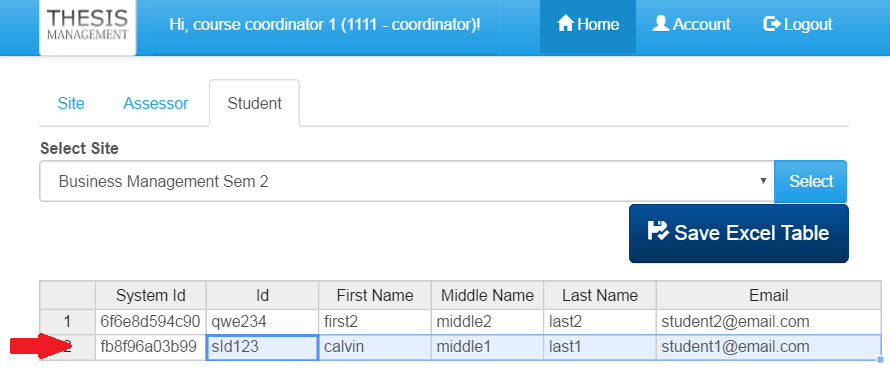 THESIS
MANAGEMENT
Hi, course coordinator 1 (1111 - coordinator)!
Home
Account
Logout
Site
Assessor
Student
Select Site
Business Management Sem 2
Select
Save Excel Table
System Id Id First Name Middle Name Last Name Email
1 6f6e8d594c90 qwe234 first2 middle2 last2 student2@email.com
2 fb8f96a03b99 sId123 calvin middle1 last1 student1@email.com